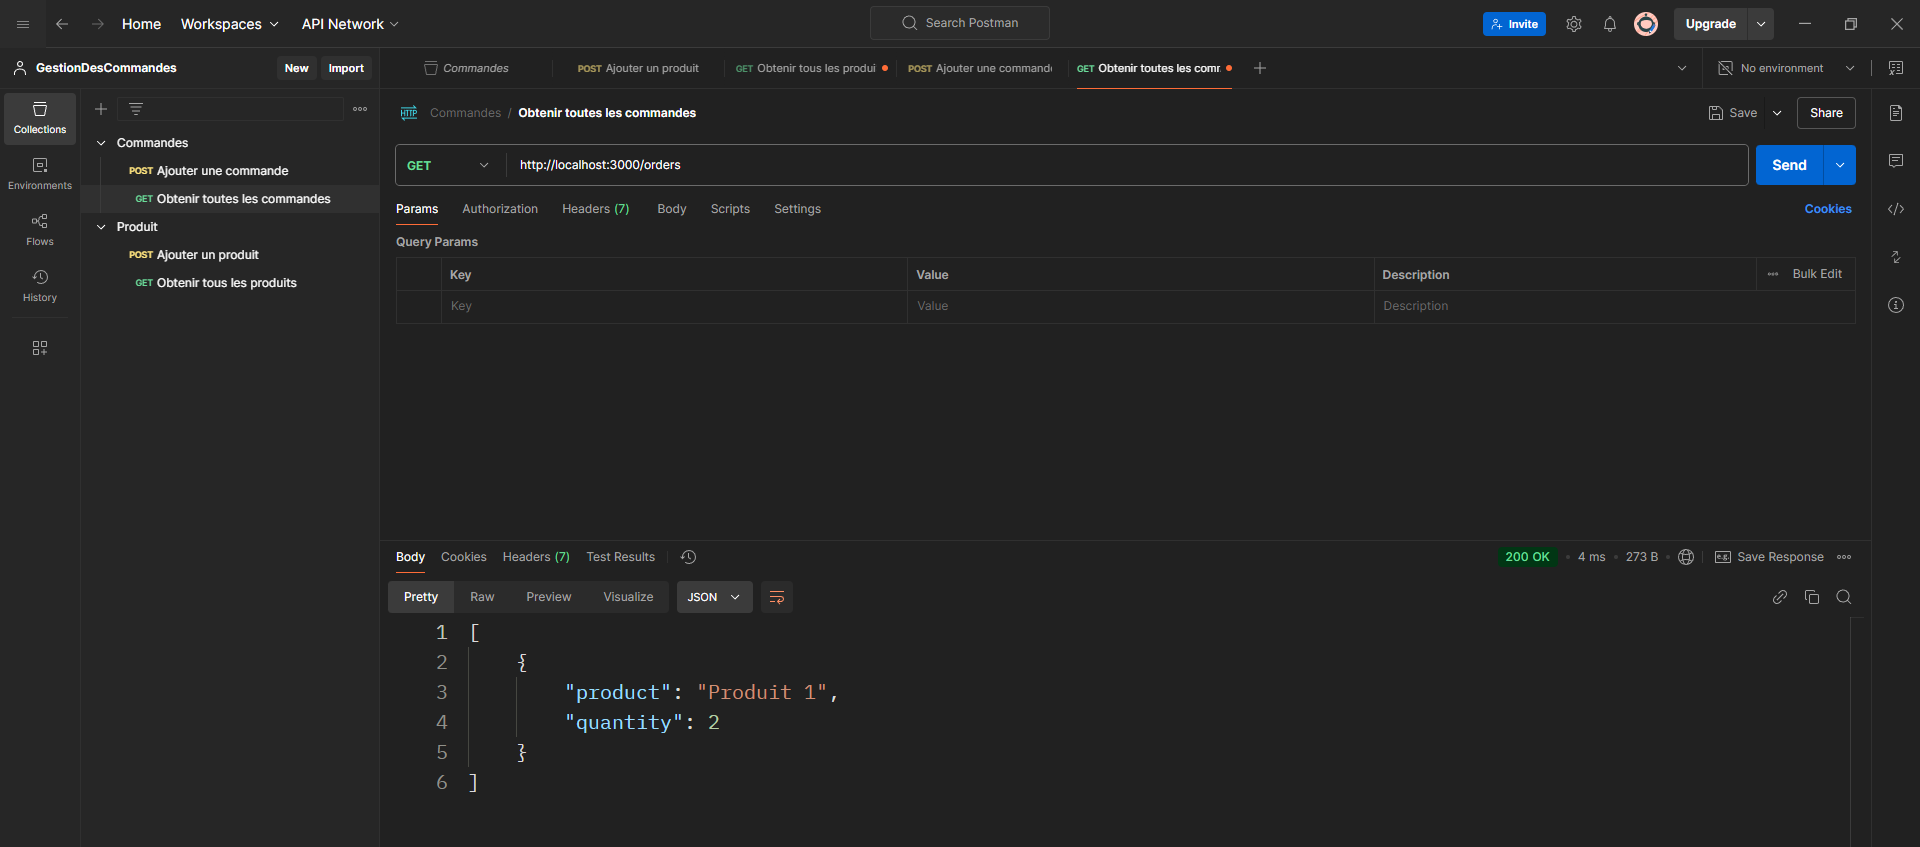 Home Workspaces API Network Search Postman Invite Upgrade
GestionDesCommandes New Import Commandes POST Ajouter un produit GET Obtenir tous les produi POST Ajouter une command GET Obtenir toutes les com No environment
Collections
Environments
Flows
History
Commandes
POST Ajouter une commande
GET Obtenir toutes les commandes
Produit
POST Ajouter un produit
GET Obtenir tous les produits
HTTP Commandes / Obtenir toutes les commandes Save Share
GET http://localhost:3000/orders Send
Params Authorization Headers (7) Body Scripts Settings Cookies
Query Params
Key Value Description Bulk Edit
Key Value Description
Body Cookies Headers (7) Test Results 200 OK 4 ms 273 B e.g. Save Response
Pretty Raw Preview Visualize JSON
1 [
2 {
3 "product": "Produit 1",
4 "quantity": 2
5 }
6 ]